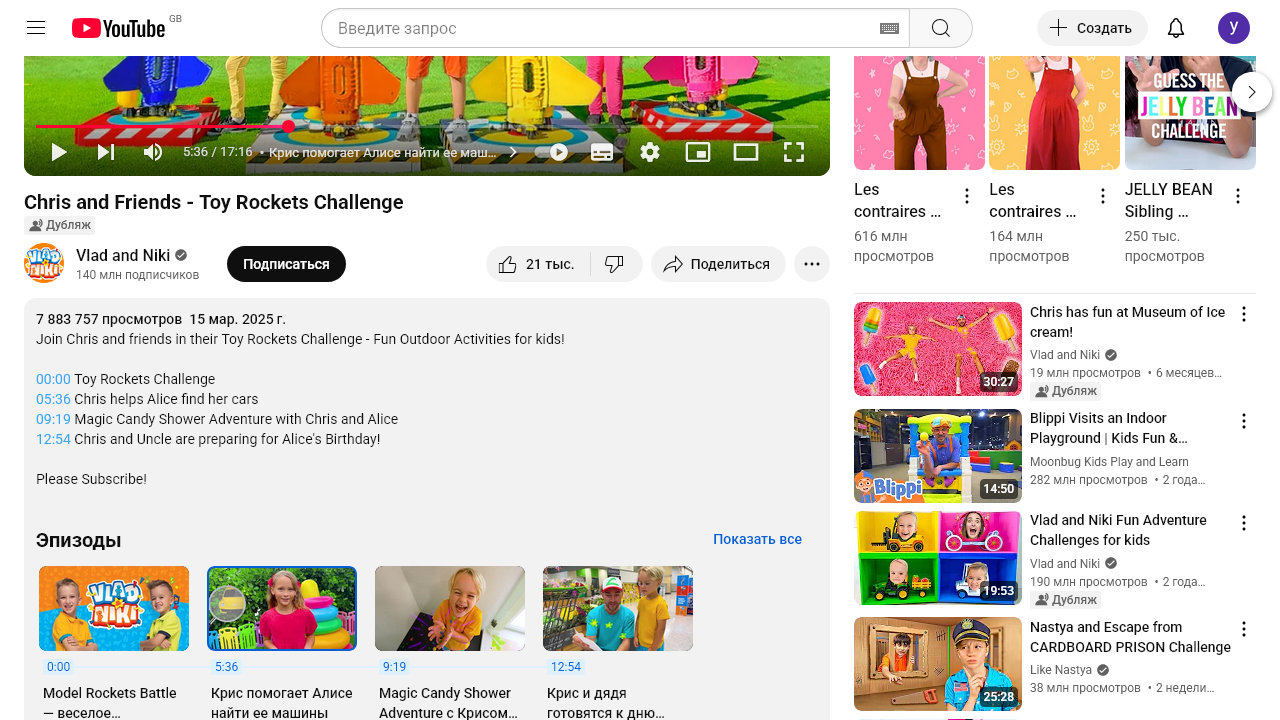 YouTube GB
Введите запрос
Создать
y
5:36 / 17:16 • Крис помогает Алисе найти ее маш…
Chris and Friends - Toy Rockets Challenge
Дубляж
VLAD NIKI
Vlad and Niki
140 млн подписчиков
Подписаться
21 тыс.
Поделиться
7 883 757 просмотров 15 мар. 2025 г.
Join Chris and friends in their Toy Rockets Challenge - Fun Outdoor Activities for kids!
00:00 Toy Rockets Challenge
05:36 Chris helps Alice find her cars
09:19 Magic Candy Shower Adventure with Chris and Alice
12:54 Chris and Uncle are preparing for Alice's Birthday!
Please Subscribe!
Эпизоды
Показать все
VLAD NIKI
0:00
5:36
9:19
12:54
Model Rockets Battle
— веселое…
Крис помогает Алисе
найти ее машины
Magic Candy Shower
Adventure с Крисом…
Крис и дядя
готовятся к дню…
GUESS THE
JELLY BEAN
CHALLENGE
Les
contraires …
616 млн
просмотров
Les
contraires …
164 млн
просмотров
JELLY BEAN
Sibling …
250 тыс.
просмотров
30:27
Chris has fun at Museum of Ice
cream!
Vlad and Niki
19 млн просмотров • 6 месяцев…
Дубляж
Blippi
14:50
Blippi Visits an Indoor
Playground | Kids Fun &…
Moonbug Kids Play and Learn
282 млн просмотров • 2 года…
19:53
Vlad and Niki Fun Adventure
Challenges for kids
Vlad and Niki
190 млн просмотров • 2 года…
Дубляж
25:28
Nastya and Escape from
CARDBOARD PRISON Challenge
Like Nastya
38 млн просмотров • 2 недели…